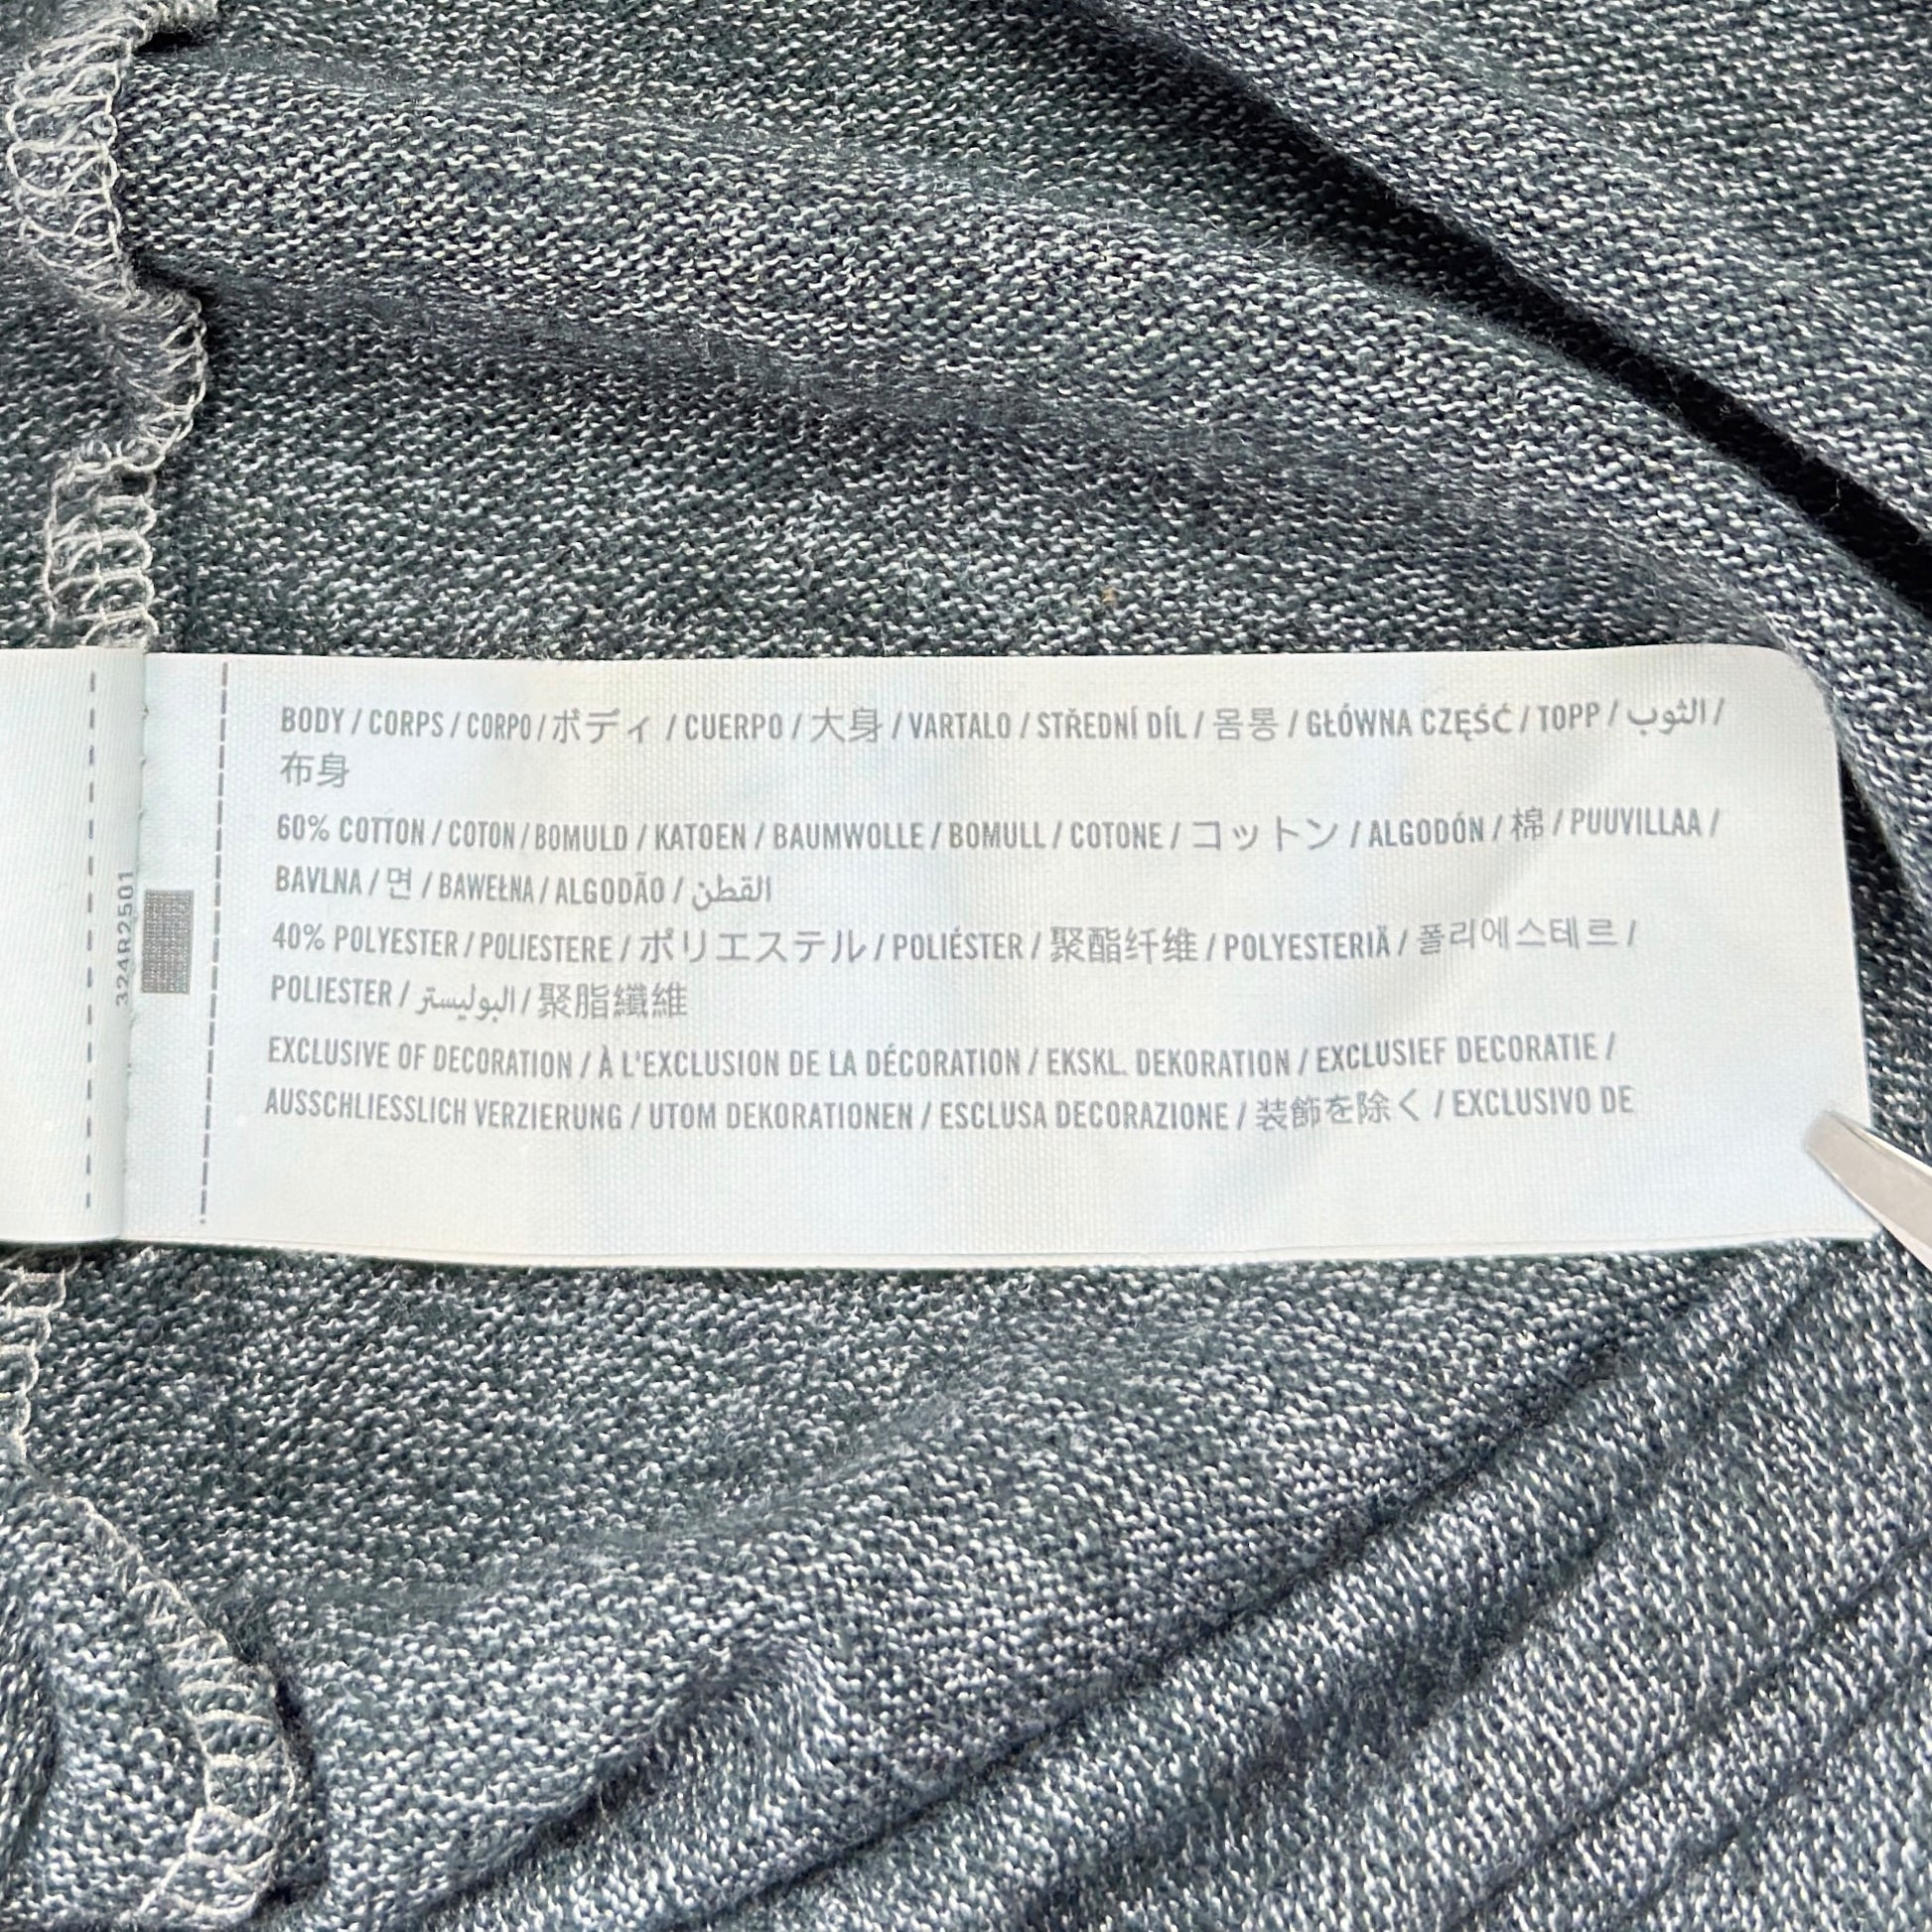 BODY / CORPS / CORPO / ボディ / CUERPO / 大身 / VARTALO / STŘEDNÍ DÍL / 몸통 / GŁÓWNA CZĘŚĆ / TOPP / الثوب /
布身
60% COTTON / COTON / BOMULD / KATOEN / BAUMWOLLE / BOMULL / COTONE / コットン / ALGODÓN / 棉 / PUUVILLAA /
BAVLNA / 면 / BAWEŁNA / ALGODÃO / القطن
40% POLYESTER / POLIESTERE / ポリエステル / POLIÉSTER / 聚酯纤维 / POLYESTERIÄ / 폴리에스테르 /
POLIESTER / البوليستر / 聚脂纖維
EXCLUSIVE OF DECORATION / À L'EXCLUSION DE LA DÉCORATION / EKSKL. DEKORATION / EXCLUSIEF DECORATIE /
AUSSCHLIESSLICH VERZIERUNG / UTOM DEKORATIONEN / ESCLUSA DECORAZIONE / 装飾を除く / EXCLUSIVO DE
324R2501